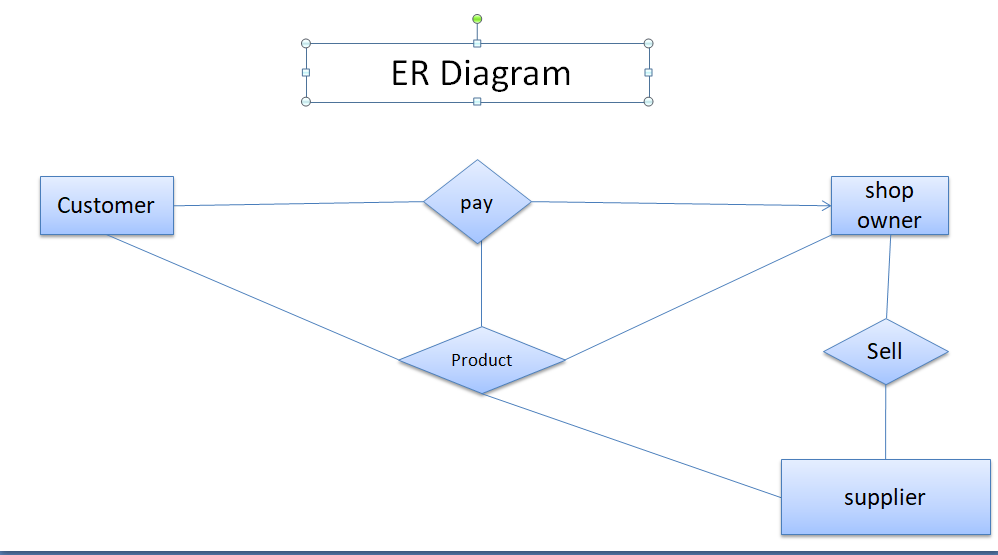 ER Diagram
Customer
pay
shop
owner
Product
Sell
supplier